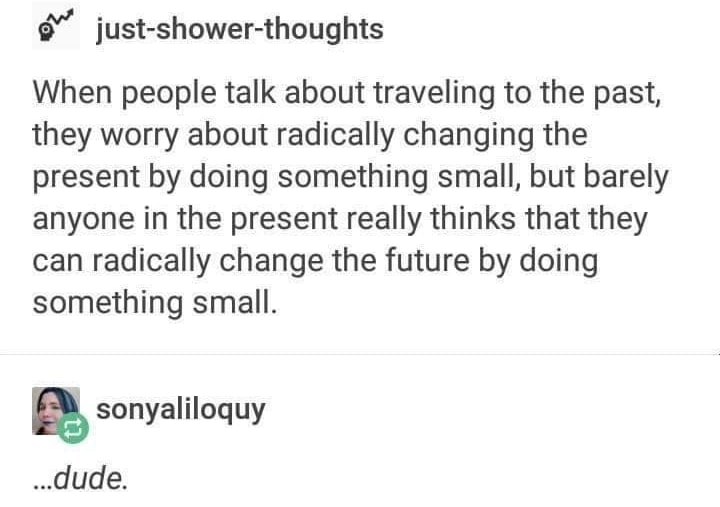 just-shower-thoughts
When people talk about traveling to the past,
they worry about radically changing the
present by doing something small, but barely
anyone in the present really thinks that they
can radically change the future by doing
something small.
sonyaliloquy
...dude.